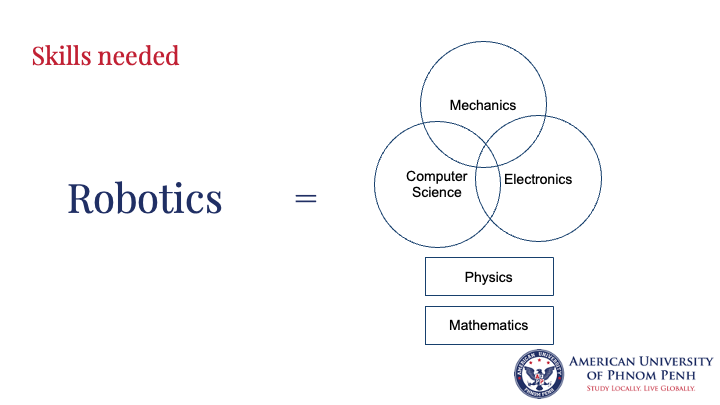 Skills needed
Robotics
=
Mechanics
Computer
Science
Electronics
Physics
Mathematics
AMERICAN UNIVERSITY
OF PHNOM PENH
STUDY LOCALLY. LIVE GLOBALLY.
AMERICAN UNIVERSITY
PHNOM PENH